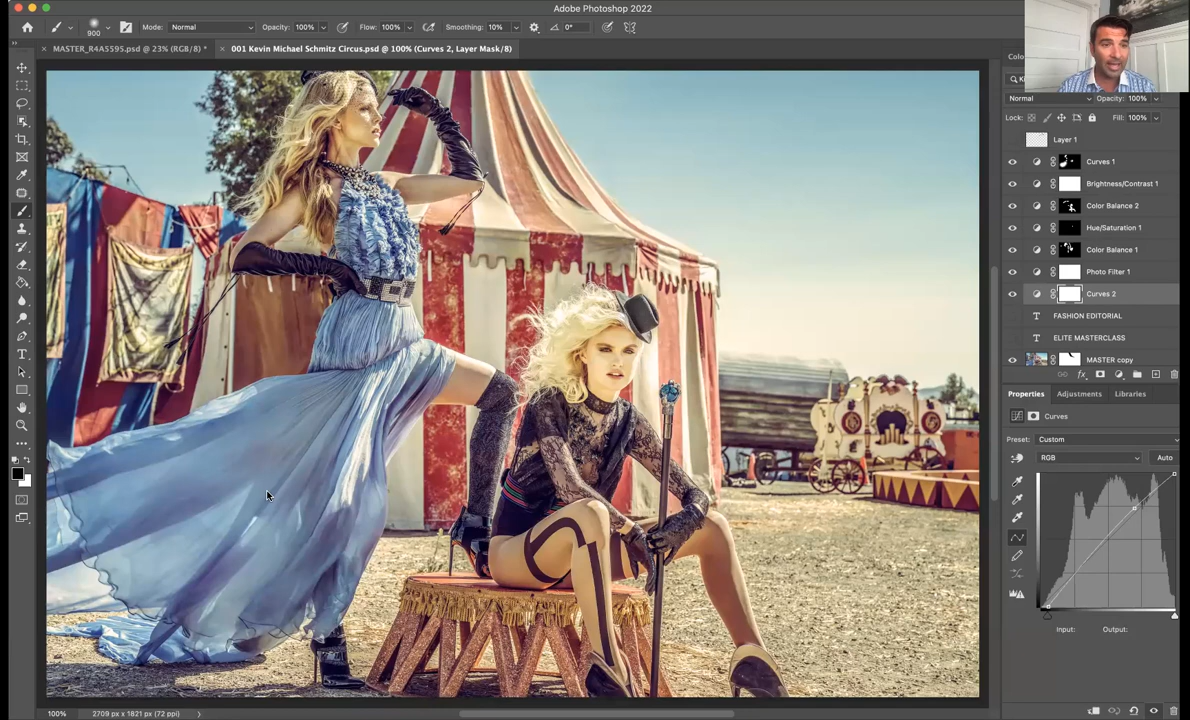 Adobe Photoshop 2022
900 Mode: Normal Opacity: 100% Flow: 100% Smoothing: 10% 0°
× MASTER_R4A5595.psd @ 23% (RGB/8) * × 001 Kevin Michael Schmitz Circus.psd @ 100% (Curves 2, Layer Mask/8)
Normal Opacity: 100%
Lock: Fill: 100%
Layer 1
Curves 1
Brightness/Contrast 1
Color Balance 2
Hue/Saturation 1
Color Balance 1
Photo Filter 1
Curves 2
T FASHION EDITORIAL
T ELITE MASTERCLASS
MASTER copy
fx
Properties Adjustments Libraries
Curves
Preset: Custom
RGB Auto
Input: Output:
100% 2709 px x 1821 px (72 ppi)